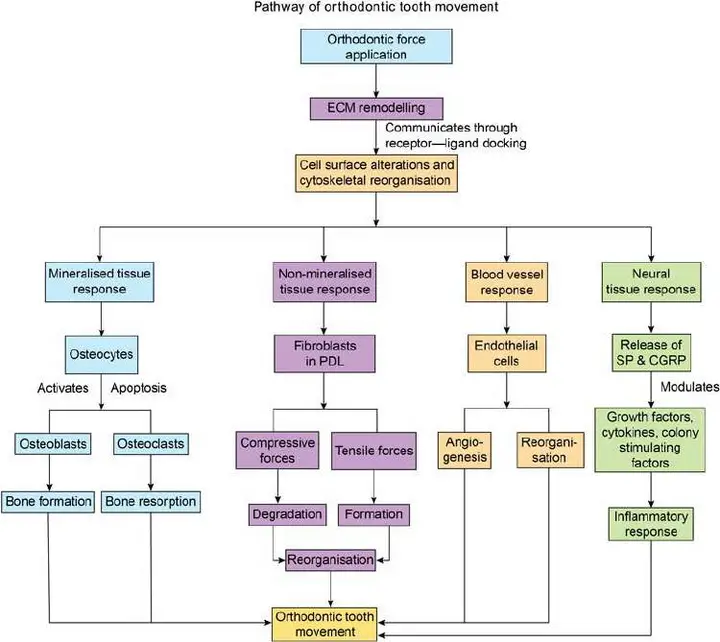 Pathway of orthodontic tooth movement
Orthodontic force
application
ECM remodelling
Communicates through
receptor—ligand docking
Cell surface alterations and
cytoskeletal reorganisation
Mineralised tissue
response
Non-mineralised
tissue response
Blood vessel
response
Neural
tissue response
Osteocytes
Fibroblasts
in PDL
Endothelial
cells
Release of
SP & CGRP
Activates
Apoptosis
Modulates
Osteoblasts
Osteoclasts
Compressive
forces
Tensile forces
Angio-
genesis
Reorgani-
sation
Growth factors,
cytokines, colony
stimulating
factors
Bone formation
Bone resorption
Degradation
Formation
Inflammatory
response
Reorganisation
Orthodontic tooth
movement